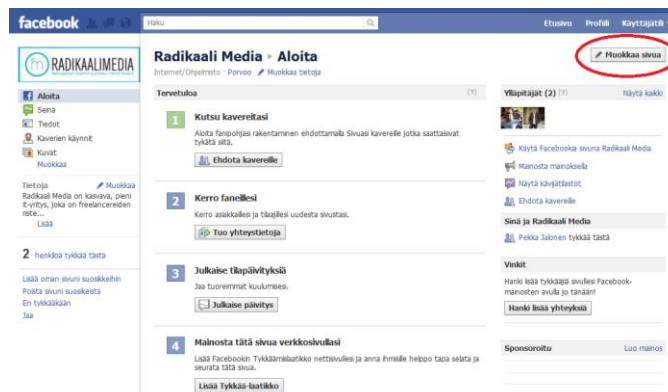 facebook
Haku
Etusivu Profiili Käyttäjätili
RADIKAALIMEDIA
Aloita
Seinä
Tiedot
Kaverien käynnit
Kuvat
Muokkaa
Tietoja Muokkaa
Radikaali Media on kasvava, pieni
it-yritys, joka on freelancereiden
riste...
Lisää
2 henkilöä tykkää tästä
Lisää oman sivuni suosikkeihin
Poista sivuni suosikeista
En tykkääkään
Jaa
Radikaali Media ▸ Aloita
Internet/Ohjelmisto · Porvoo Muokkaa tietoja
Tervetuloa [?]
1 Kutsu kavereitasi
Aloita fanipohjasi rakentaminen ehdottamalla Sivuasi kavereille jotka saattaisivat
tykätä sitä.
Ehdota kavereille
2 Kerro faneillesi
Kerro asiakkaillesi ja tilaajillesi uudesta sivustasi.
Tuo yhteystietoja
3 Julkaise tilapäivityksiä
Jaa tuoreimmat kuulumisesi.
Julkaise päivitys
4 Mainosta tätä sivua verkkosivullasi
Lisää Facebookin Tykkäämislaatikko nettisivullesi ja anna ihmisille helppo tapa selata ja
seurata tätä sivua.
Lisää Tykkää-laatikko
Muokkaa sivua
Ylläpitäjät (2) [?] Näytä kaikki
Käytä Facebookia sivuna Radikaali Media
Mainosta mainoksella
Näytä kävijätilastot
Ehdota kavereille
Sinä ja Radikaali Media
Pekka Jalonen tykkää tästä
Vinkit
Hanki lisää tykkääjiä sivullesi Facebook-
mainosten avulla jo tänään!
Hanki lisää yhteyksiä
Sponsoroitu Luo mainos